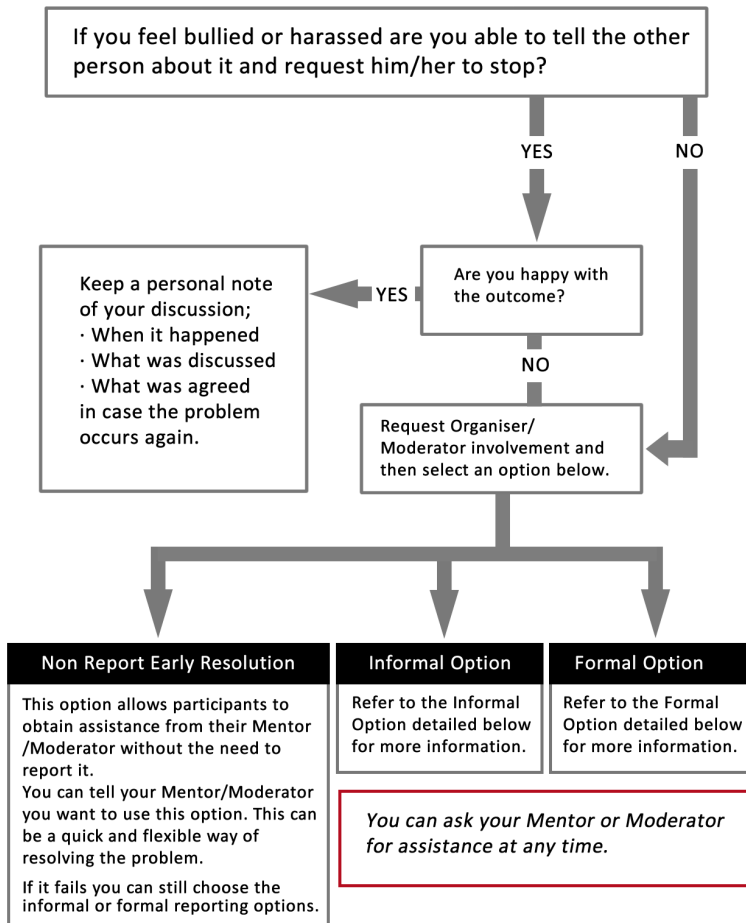 If you feel bullied or harassed are you able to tell the other
person about it and request him/her to stop?
YES
NO
Are you happy with
the outcome?
YES
Keep a personal note
of your discussion;
· When it happened
· What was discussed
· What was agreed
in case the problem
occurs again.
NO
Request Organiser/
Moderator involvement and
then select an option below.
Non Report Early Resolution
This option allows participants to
obtain assistance from their Mentor
/Moderator without the need to
report it.
You can tell your Mentor/Moderator
you want to use this option. This can
be a quick and flexible way of
resolving the problem.
If it fails you can still choose the
informal or formal reporting options.
Informal Option
Refer to the Informal
Option detailed below
for more information.
Formal Option
Refer to the Formal
Option detailed below
for more information.
You can ask your Mentor or Moderator
for assistance at any time.